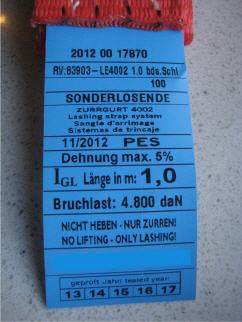 2012 00 17870
RV:83903-LE4002 1.0 bds.Schl
100
SONDERLOSENDE
ZURRGURT 4002
Lashing strap system
Sangle d'arrimage
Sistemas de trincaje
11/2012 PES
Dehnung max. 5%
IGL Länge in m: 1,0
Bruchlast: 4.800 daN
NICHT HEBEN - NUR ZURREN!
NO LIFTING - ONLY LASHING!
geprüft Jahr: tested year:
13 14 15 16 17